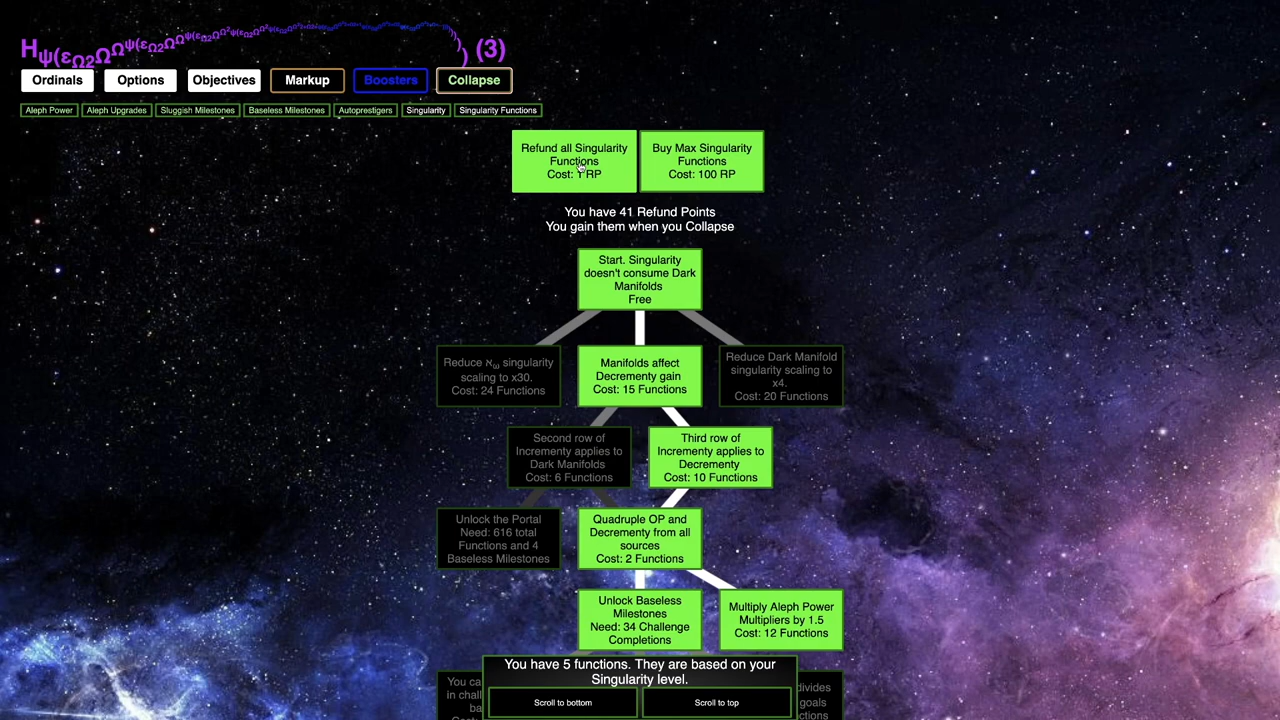 (3)
Ordinals Options Objectives Markup Boosters Collapse
Aleph Power Aleph Upgrades Sluggish Milestones Baseless Milestones Autoprestigers Singularity Singularity Functions
Refund all Singularity
Functions
Cost: 1 RP
Buy Max Singularity
Functions
Cost: 100 RP
You have 41 Refund Points
You gain them when you Collapse
Start. Singularity
doesn't consume Dark
Manifolds
Free
Reduce ℵω singularity
scaling to x30.
Cost: 24 Functions
Manifolds affect
Decrementy gain
Cost: 15 Functions
Reduce Dark Manifold
singularity scaling to
x4.
Cost: 20 Functions
Second row of
Incrementy applies to
Dark Manifolds
Cost: 6 Functions
Third row of
Incrementy applies to
Decrementy
Cost: 10 Functions
Unlock the Portal
Need: 616 total
Functions and 4
Baseless Milestones
Quadruple OP and
Decrementy from all
sources
Cost: 2 Functions
Unlock Baseless
Milestones
Need: 34 Challenge
Completions
Multiply Aleph Power
Multipliers by 1.5
Cost: 12 Functions
You have 5 functions. They are based on your
Singularity level.
Scroll to bottom
Scroll to top